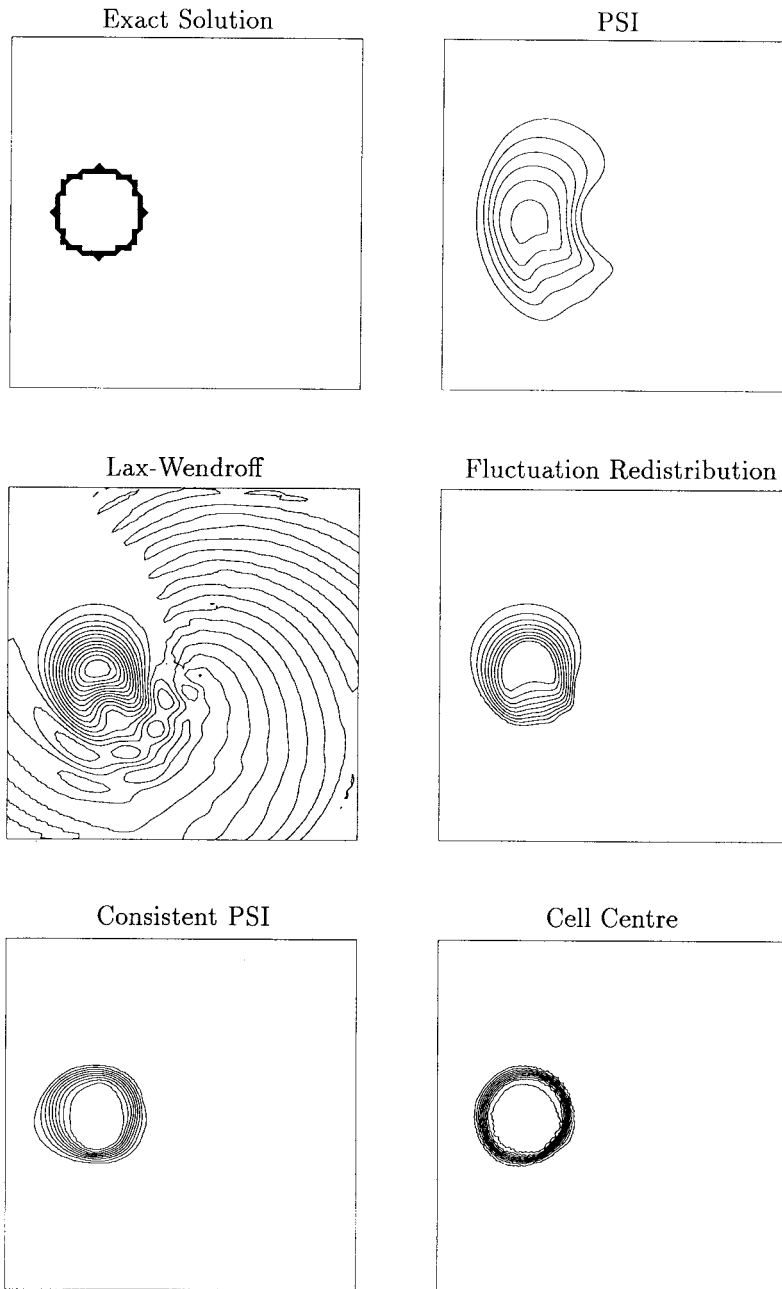 Exact Solution
PSI
Lax-Wendroff
Fluctuation Redistribution
Consistent PSI
Cell Centre